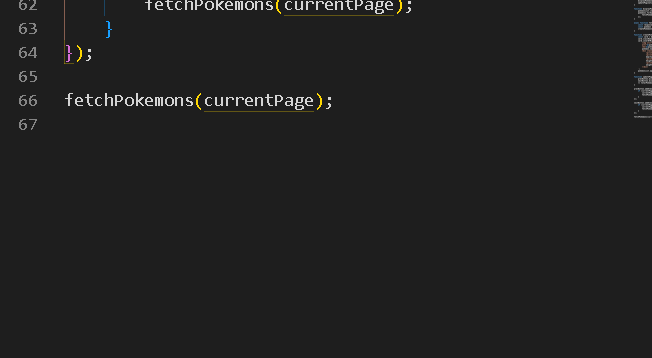 62 fetchPokemons(currentPage);
63 }
64 });
65
66 fetchPokemons(currentPage);
67